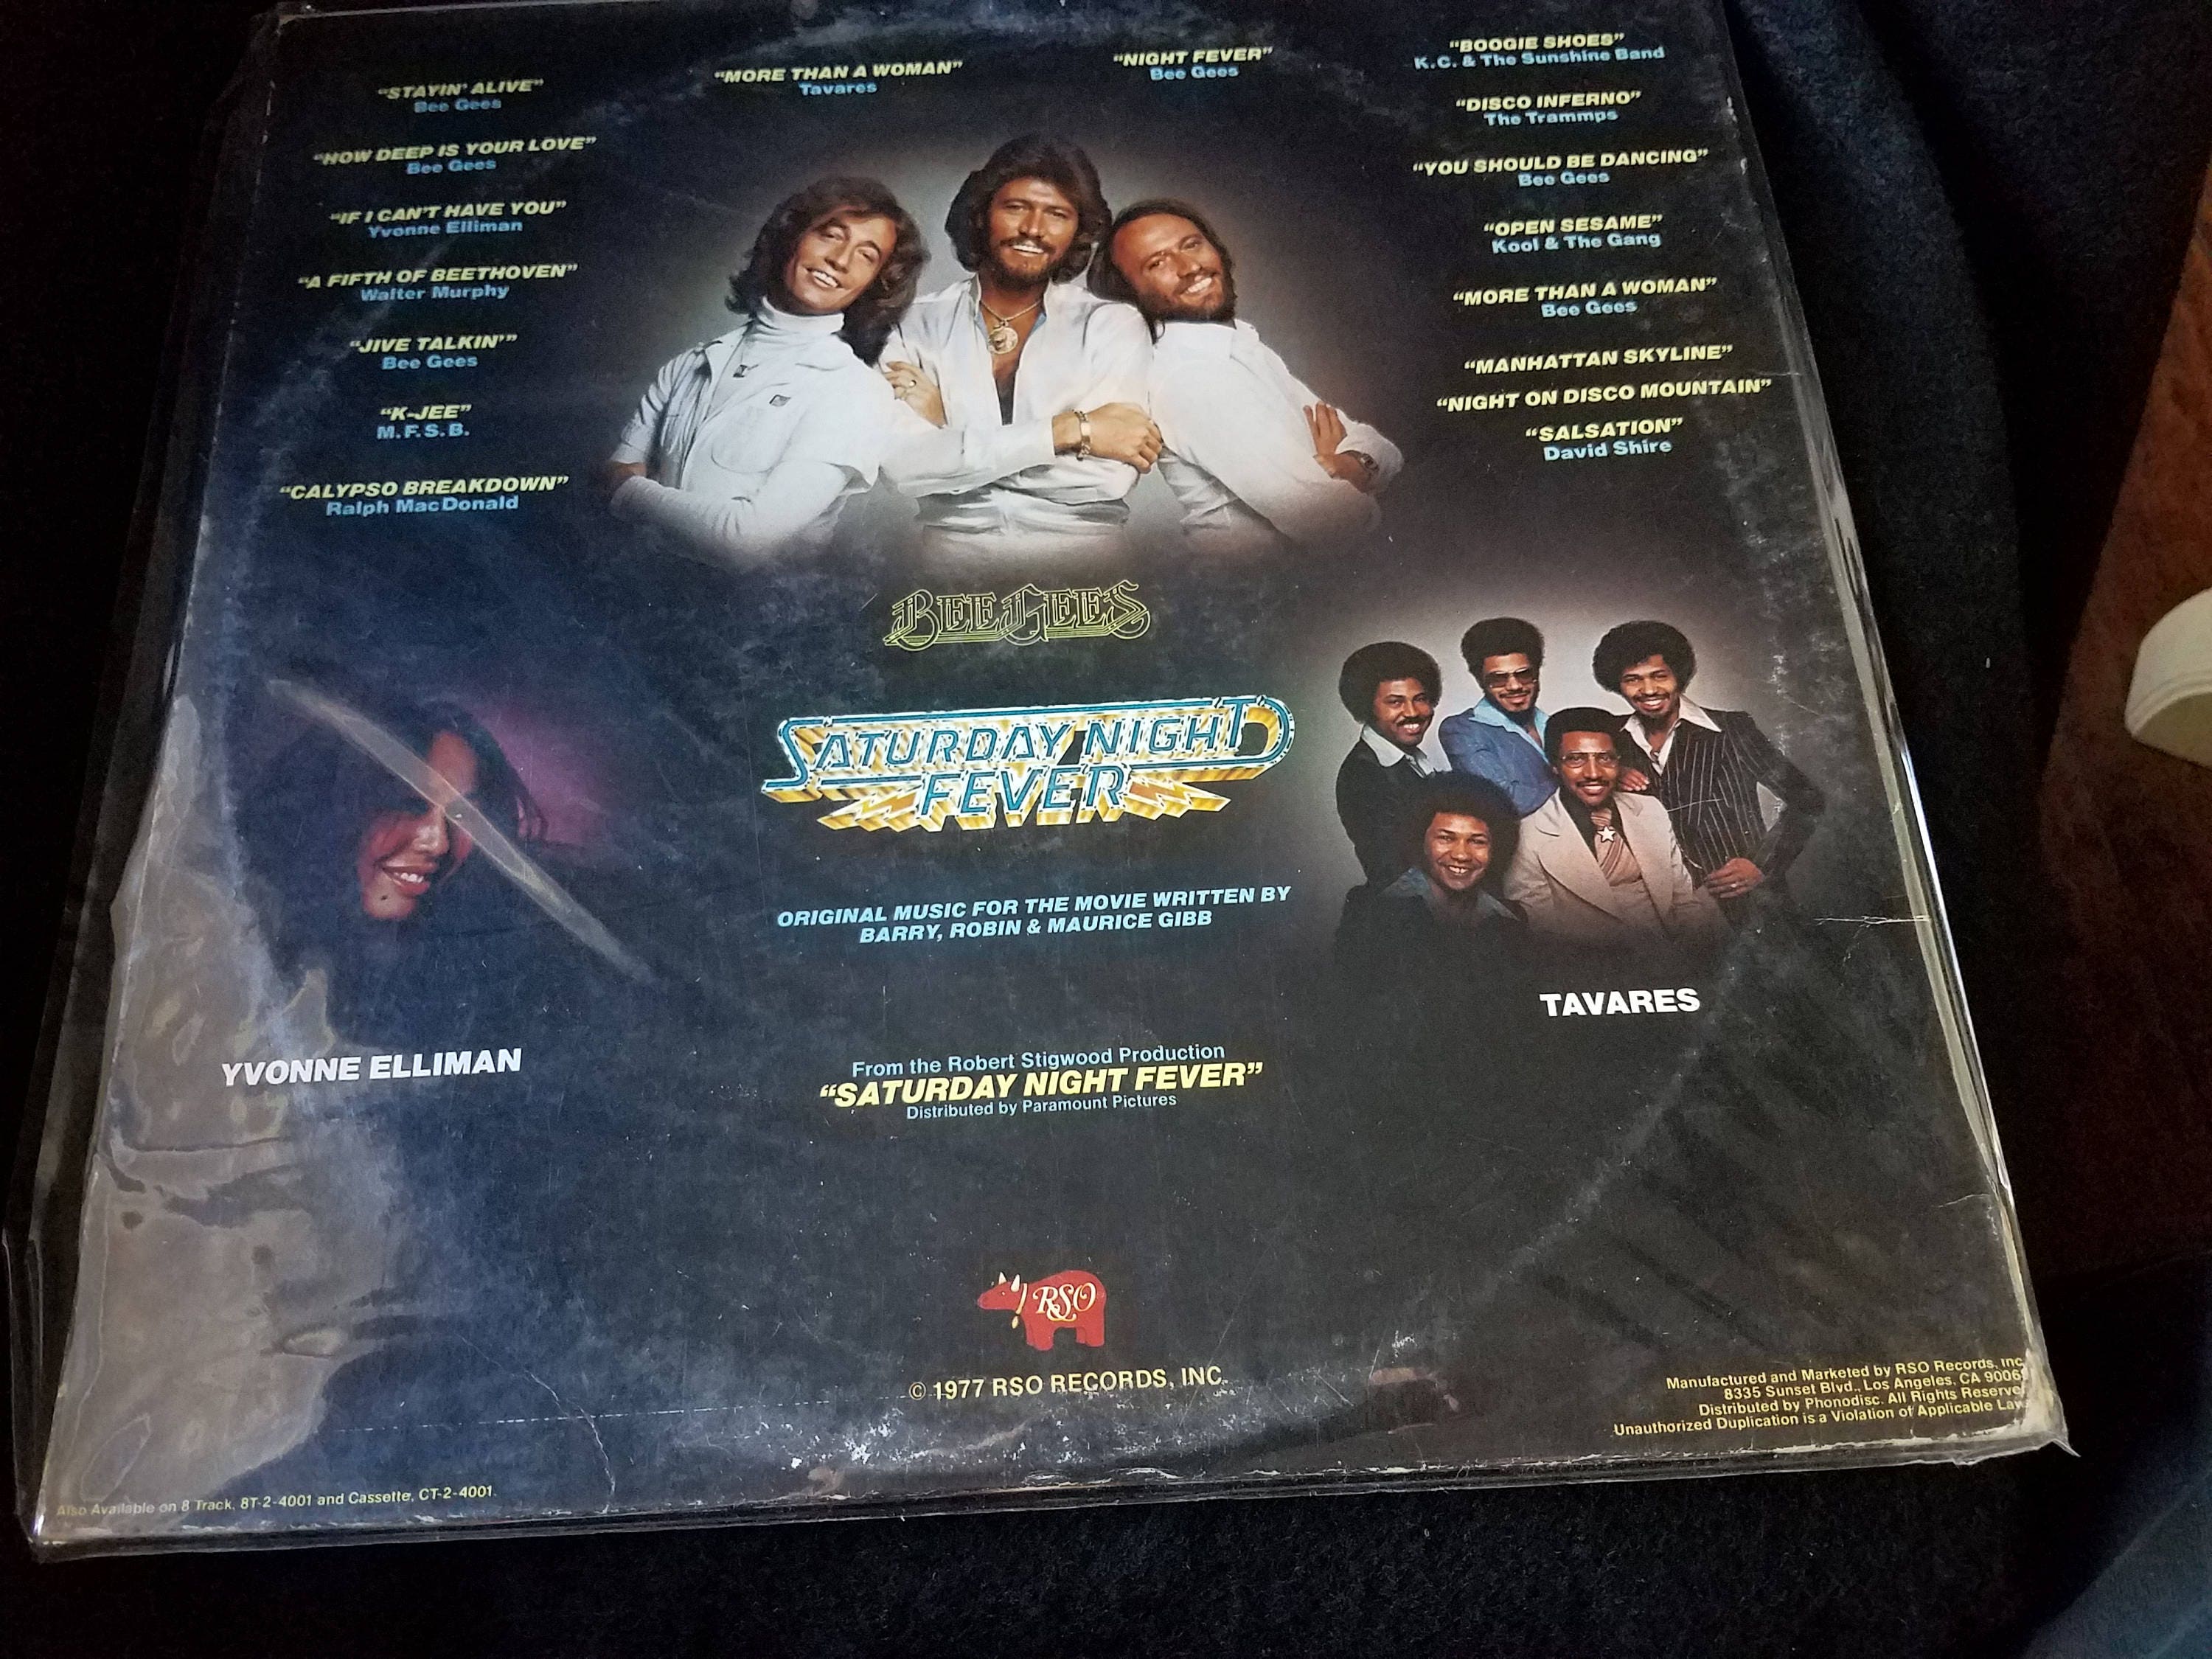 “STAYIN’ ALIVE”
Bee Gees
“HOW DEEP IS YOUR LOVE”
Bee Gees
“IF I CAN’T HAVE YOU”
Yvonne Elliman
“A FIFTH OF BEETHOVEN”
Walter Murphy
“JIVE TALKIN’”
Bee Gees
“K-JEE”
M.F.S.B.
“CALYPSO BREAKDOWN”
Ralph MacDonald
“MORE THAN A WOMAN”
Tavares
“NIGHT FEVER”
Bee Gees
“BOOGIE SHOES”
K.C. & The Sunshine Band
“DISCO INFERNO”
The Trammps
“YOU SHOULD BE DANCING”
Bee Gees
“OPEN SESAME”
Kool & The Gang
“MORE THAN A WOMAN”
Bee Gees
“MANHATTAN SKYLINE”
“NIGHT ON DISCO MOUNTAIN”
“SALSATION”
David Shire
BEE GEES
SATURDAY NIGHT
FEVER
ORIGINAL MUSIC FOR THE MOVIE WRITTEN BY
BARRY, ROBIN & MAURICE GIBB
TAVARES
YVONNE ELLIMAN
From the Robert Stigwood Production
“SATURDAY NIGHT FEVER”
Distributed by Paramount Pictures
RSO
© 1977 RSO RECORDS, INC.
Manufactured and Marketed by RSO Records, Inc
8335 Sunset Blvd., Los Angeles, CA 9006
Distributed by Phonodisc. All Rights Reserve
Unauthorized Duplication is a Violation of Applicable Law
Also Available on 8 Track, 8T-2-4001 and Cassette, CT-2-4001.